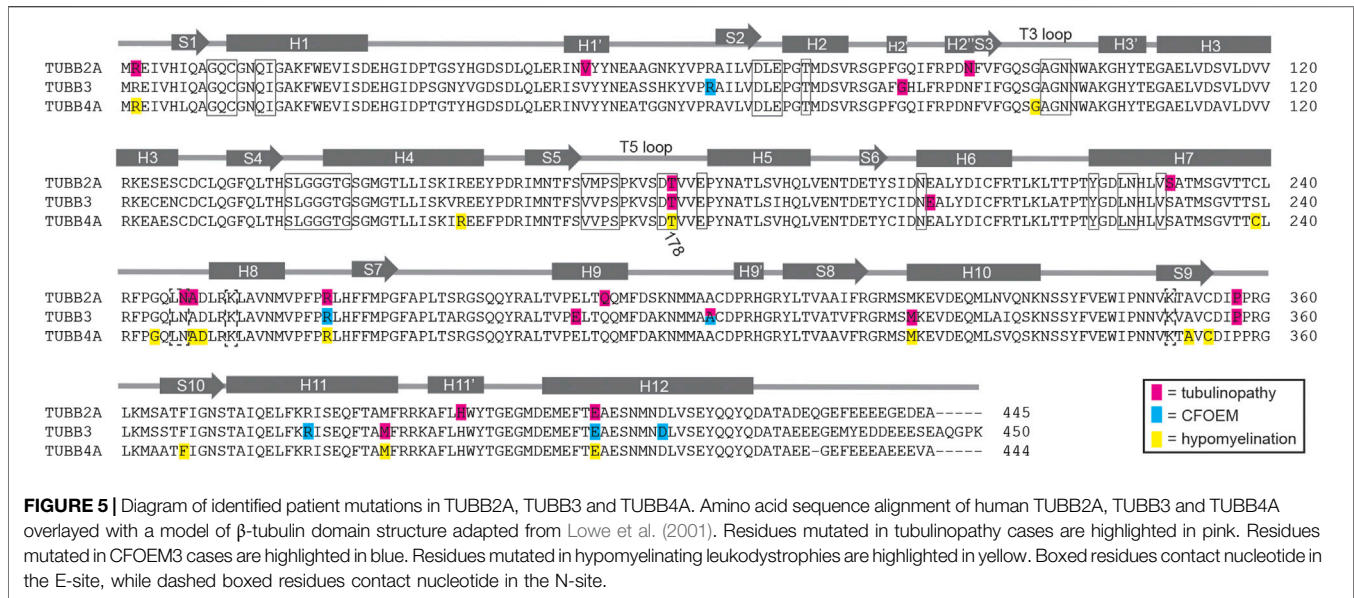 S1 H1 H1' S2 H2 H2' H2''S3 T3 loop H3' H3
TUBB2A MREIVHIQAGQCGNQIGAKFWEVISDEHGIDPTGSYHGDSDLQLERINVYYNEAAGNKYVPRAILVDLEPGTMDSVRSGPFGQIFRPDNFVFGQSGAGNNWAKGHYTEGAELVDSVLDVV 120
TUBB3 MREIVHIQAGQCGNQIGAKFWEVISDEHGIDPSGNYVGDSDLQLERISVYYNEASSHKYVPRAILVDLEPGTMDSVRSGAFGHLFRPDNFIFGQSGAGNNWAKGHYTEGAELVDSVLDVV 120
TUBB4A MREIVHLQAGQCGNQIGAKFWEVISDEHGIDPTGTYHGDSDLQLERINVYYNEATGGNYVPRAVLVDLEPGTMDSVRSGPFGQIFRPDNFVFGQSGAGNNWAKGHYTEGAELVDAVLDVV 120
H3 S4 H4 S5 T5 loop H5 S6 H6 H7
TUBB2A RKESESCDCLQGFQLTHSLGGGTGSGMGTLLISKIREEYPDRIMNTFSVMPSPKVSDTVVEPYNATLSVHQLVENTDETYSIDNEALYDICFRTLKLTTPTYGDLNHLVSATMSGVTTCL 240
TUBB3 RKECENCDCLQGFQLTHSLGGGTGSGMGTLLISKVREEYPDRIMNTFSVVPSPKVSDTVVEPYNATLSIHQLVENTDETYCIDNEALYDICFRTLKLATPTYGDLNHLVSATMSGVTTSL 240
TUBB4A RKEAESCDCLQGFQLTHSLGGGTGSGMGTLLISKIREEFPDRIMNTFSVVPSPKVSDTVVEPYNATLSVHQLVENTDETYCIDNEALYDICFRTLKLTTPTYGDLNHLVSATMSGVTTCL 240
178
H8 S7 H9 H9' S8 H10 S9
TUBB2A RFPGQLNADLRKLAVNMVPFPRLHFFMPGFAPLTSRGSQQYRALTVPELTQQMFDSKNMMAACDPRHGRYLTVAAIFRGRMSMKEVDEQMLNVQNKNSSYFVEWIPNNVKTAVCDIPPRG 360
TUBB3 RFPGQLNADLRKLAVNMVPFPRLHFFMPGFAPLTARGSQQYRALTVPELTQQMFDAKNMMAACDPRHGRYLTVATVFRGRMSMKEVDEQMLAIQSKNSSYFVEWIPNNVKVAVCDIPPRG 360
TUBB4A RFPGQLNADLRKLAVNMVPFPRLHFFMPGFAPLTSRGSQQYRALTVPELTQQMFDAKNMMAACDPRHGRYLTVAAVFRGRMSMKEVDEQMLSVQSKNSSYFVEWIPNNVKTAVCDIPPRG 360
S10 H11 H11' H12
TUBB2A LKMSATFIGNSTAIQELFKRISEQFTAMFRRKAFLHWYTGEGMDEMEFTEAESNMNDLVSEYQQYQDATADEQGEFEEEEGEDEA----- 445
TUBB3 LKMSSTFIGNSTAIQELFKRISEQFTAMFRRKAFLHWYTGEGMDEMEFTEAESNMNDLVSEYQQYQDATAEEEGEMYEDDEEESEAQGPK 450
TUBB4A LKMAATFIGNSTAIQELFKRISEQFTAMFRRKAFLHWYTGEGMDEMEFTEAESNMNDLVSEYQQYQDATAEE-GEFEEEAEEEVA----- 444
= tubulinopathy
= CFOEM
= hypomyelination
FIGURE 5 | Diagram of identified patient mutations in TUBB2A, TUBB3 and TUBB4A. Amino acid sequence alignment of human TUBB2A, TUBB3 and TUBB4A
overlayed with a model of β-tubulin domain structure adapted from Lowe et al. (2001). Residues mutated in tubulinopathy cases are highlighted in pink. Residues
mutated in CFOEM3 cases are highlighted in blue. Residues mutated in hypomyelinating leukodystrophies are highlighted in yellow. Boxed residues contact nucleotide in
the E-site, while dashed boxed residues contact nucleotide in the N-site.